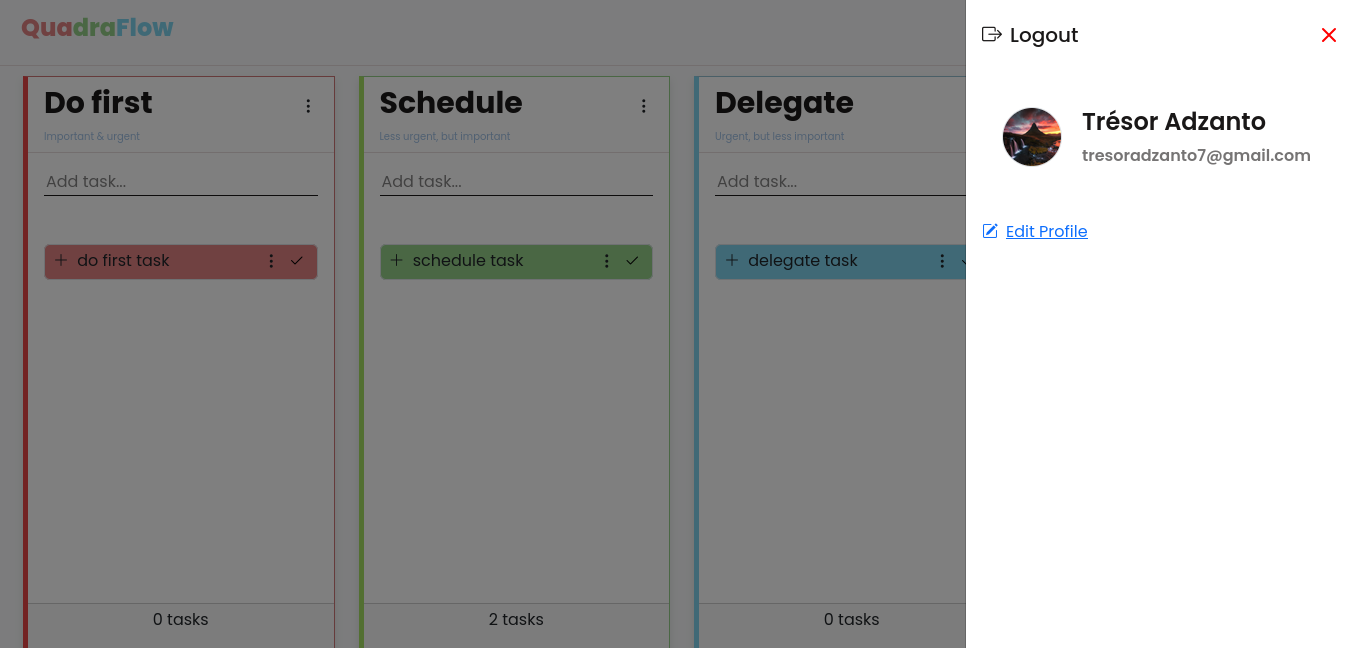 QuadraFlow
Logout
Do first
Important & urgent
Add task...
do first task
0 tasks
Schedule
Less urgent, but important
Add task...
schedule task
2 tasks
Delegate
Urgent, but less important
Add task...
delegate task
0 tasks
Trésor Adzanto
tresoradzanto7@gmail.com
Edit Profile